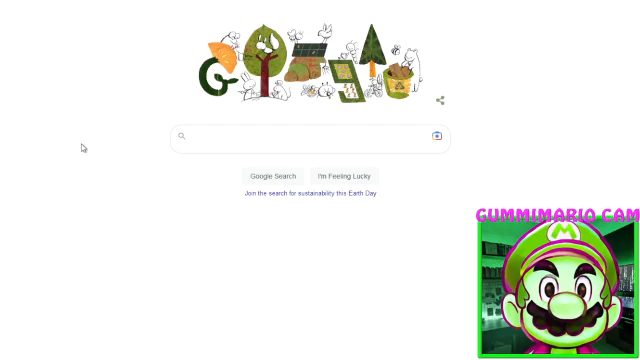 Google Search
I'm Feeling Lucky
Join the search for sustainability this Earth Day
GUMMIMARIO CAM
M